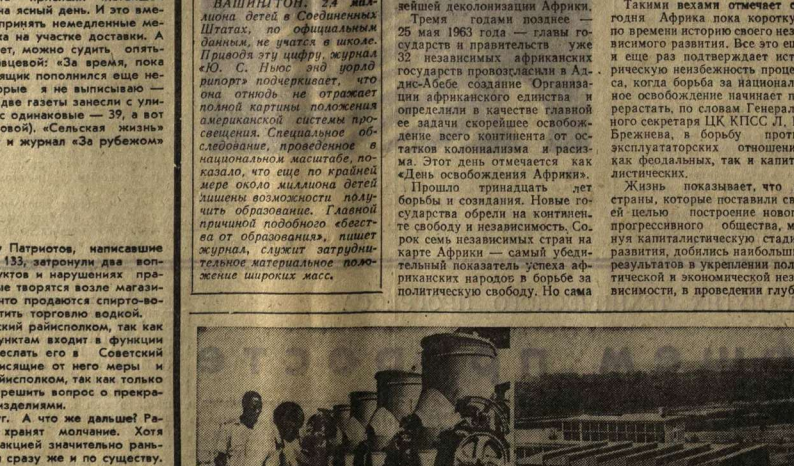 на ясный день. И это вме-
принять немедленные ме-
ка на участке доставки. А
ет, можно судить, опять-
цовой: «За время, пока
ящик пополнился еще не-
орые я не выписываю —
две газеты занесли с ули-
с одинаковые — 39, а вот
овой). «Сельская жизнь»
и журнал «За рубежом»
у Патриотов, написавшие
133, затронули два воп-
уктов и нарушениях пра-
ые творятся возле магази-
что продаются спирто-во-
тить торговлю водкой.
ский райисполком, так как
унктам входит в функции
еслать его в Советский
исящие от него меры и
йисполком, так как только
решить вопрос о прекра-
изделиями.
уг. А что же дальше? Ра-
хранят молчание. Хотя
акцией значительно рань-
и сразу же и по существу.
ВАШИНГТОН. 2,4 мил-
лиона детей в Соединенных
Штатах, по официальным
данным, не учатся в школе.
Приводя эту цифру, журнал
«Ю. С. Ньюс энд уорлд
рипорт» подчеркивает, что
она отнюдь не отражает
полной картины положения
американской системы про-
свещения. Специальное об-
следование, проведенное в
национальном масштабе, по-
казало, что еще по крайней
мере около миллиона детей
лишены возможности полу-
чить образование. Главной
причиной подобного «бегст-
ва от образования», пишет
журнал, служит затрудни-
тельное материальное поло-
жение широких масс.
нейшей деколонизации Африки.
Тремя годами позднее —
25 мая 1963 года — главы го-
сударств и правительств уже
32 независимых африканских
государств провозгласили в Ад-
дис-Абебе создание Организа-
ции африканского единства и
определили в качестве главной
ее задачи скорейшее освобож-
дение всего континента от ос-
татков колониализма и расиз-
ма. Этот день отмечается как
«День освобождения Африки».
Прошло тринадцать лет
борьбы и созидания. Новые го-
сударства обрели на континен-
те свободу и независимость. Со-
рок семь независимых стран на
карте Африки — самый убеди-
тельный показатель успеха аф-
риканских народов в борьбе за
политическую свободу. Но сама
Такими вехами отмечает с
годня Африка пока коротку
по времени историю своего нез
висимого развития. Все это ещ
и еще раз подтверждает ист
рическую неизбежность проце
са, когда борьба за национал
ное освобождение начинает п
рерастать, по словам Генерал
ного секретаря ЦК КПСС Л.
Брежнева, в борьбу проти
эксплуататорских отношени
как феодальных, так и капит
листических.
Жизнь показывает, что
страны, которые поставили св
ей целью построение новог
прогрессивного общества, м
нуя капиталистическую стади
развития, добились наибольши
результатов в укреплении пол
тической и экономической нез
висимости, в проведении глуб